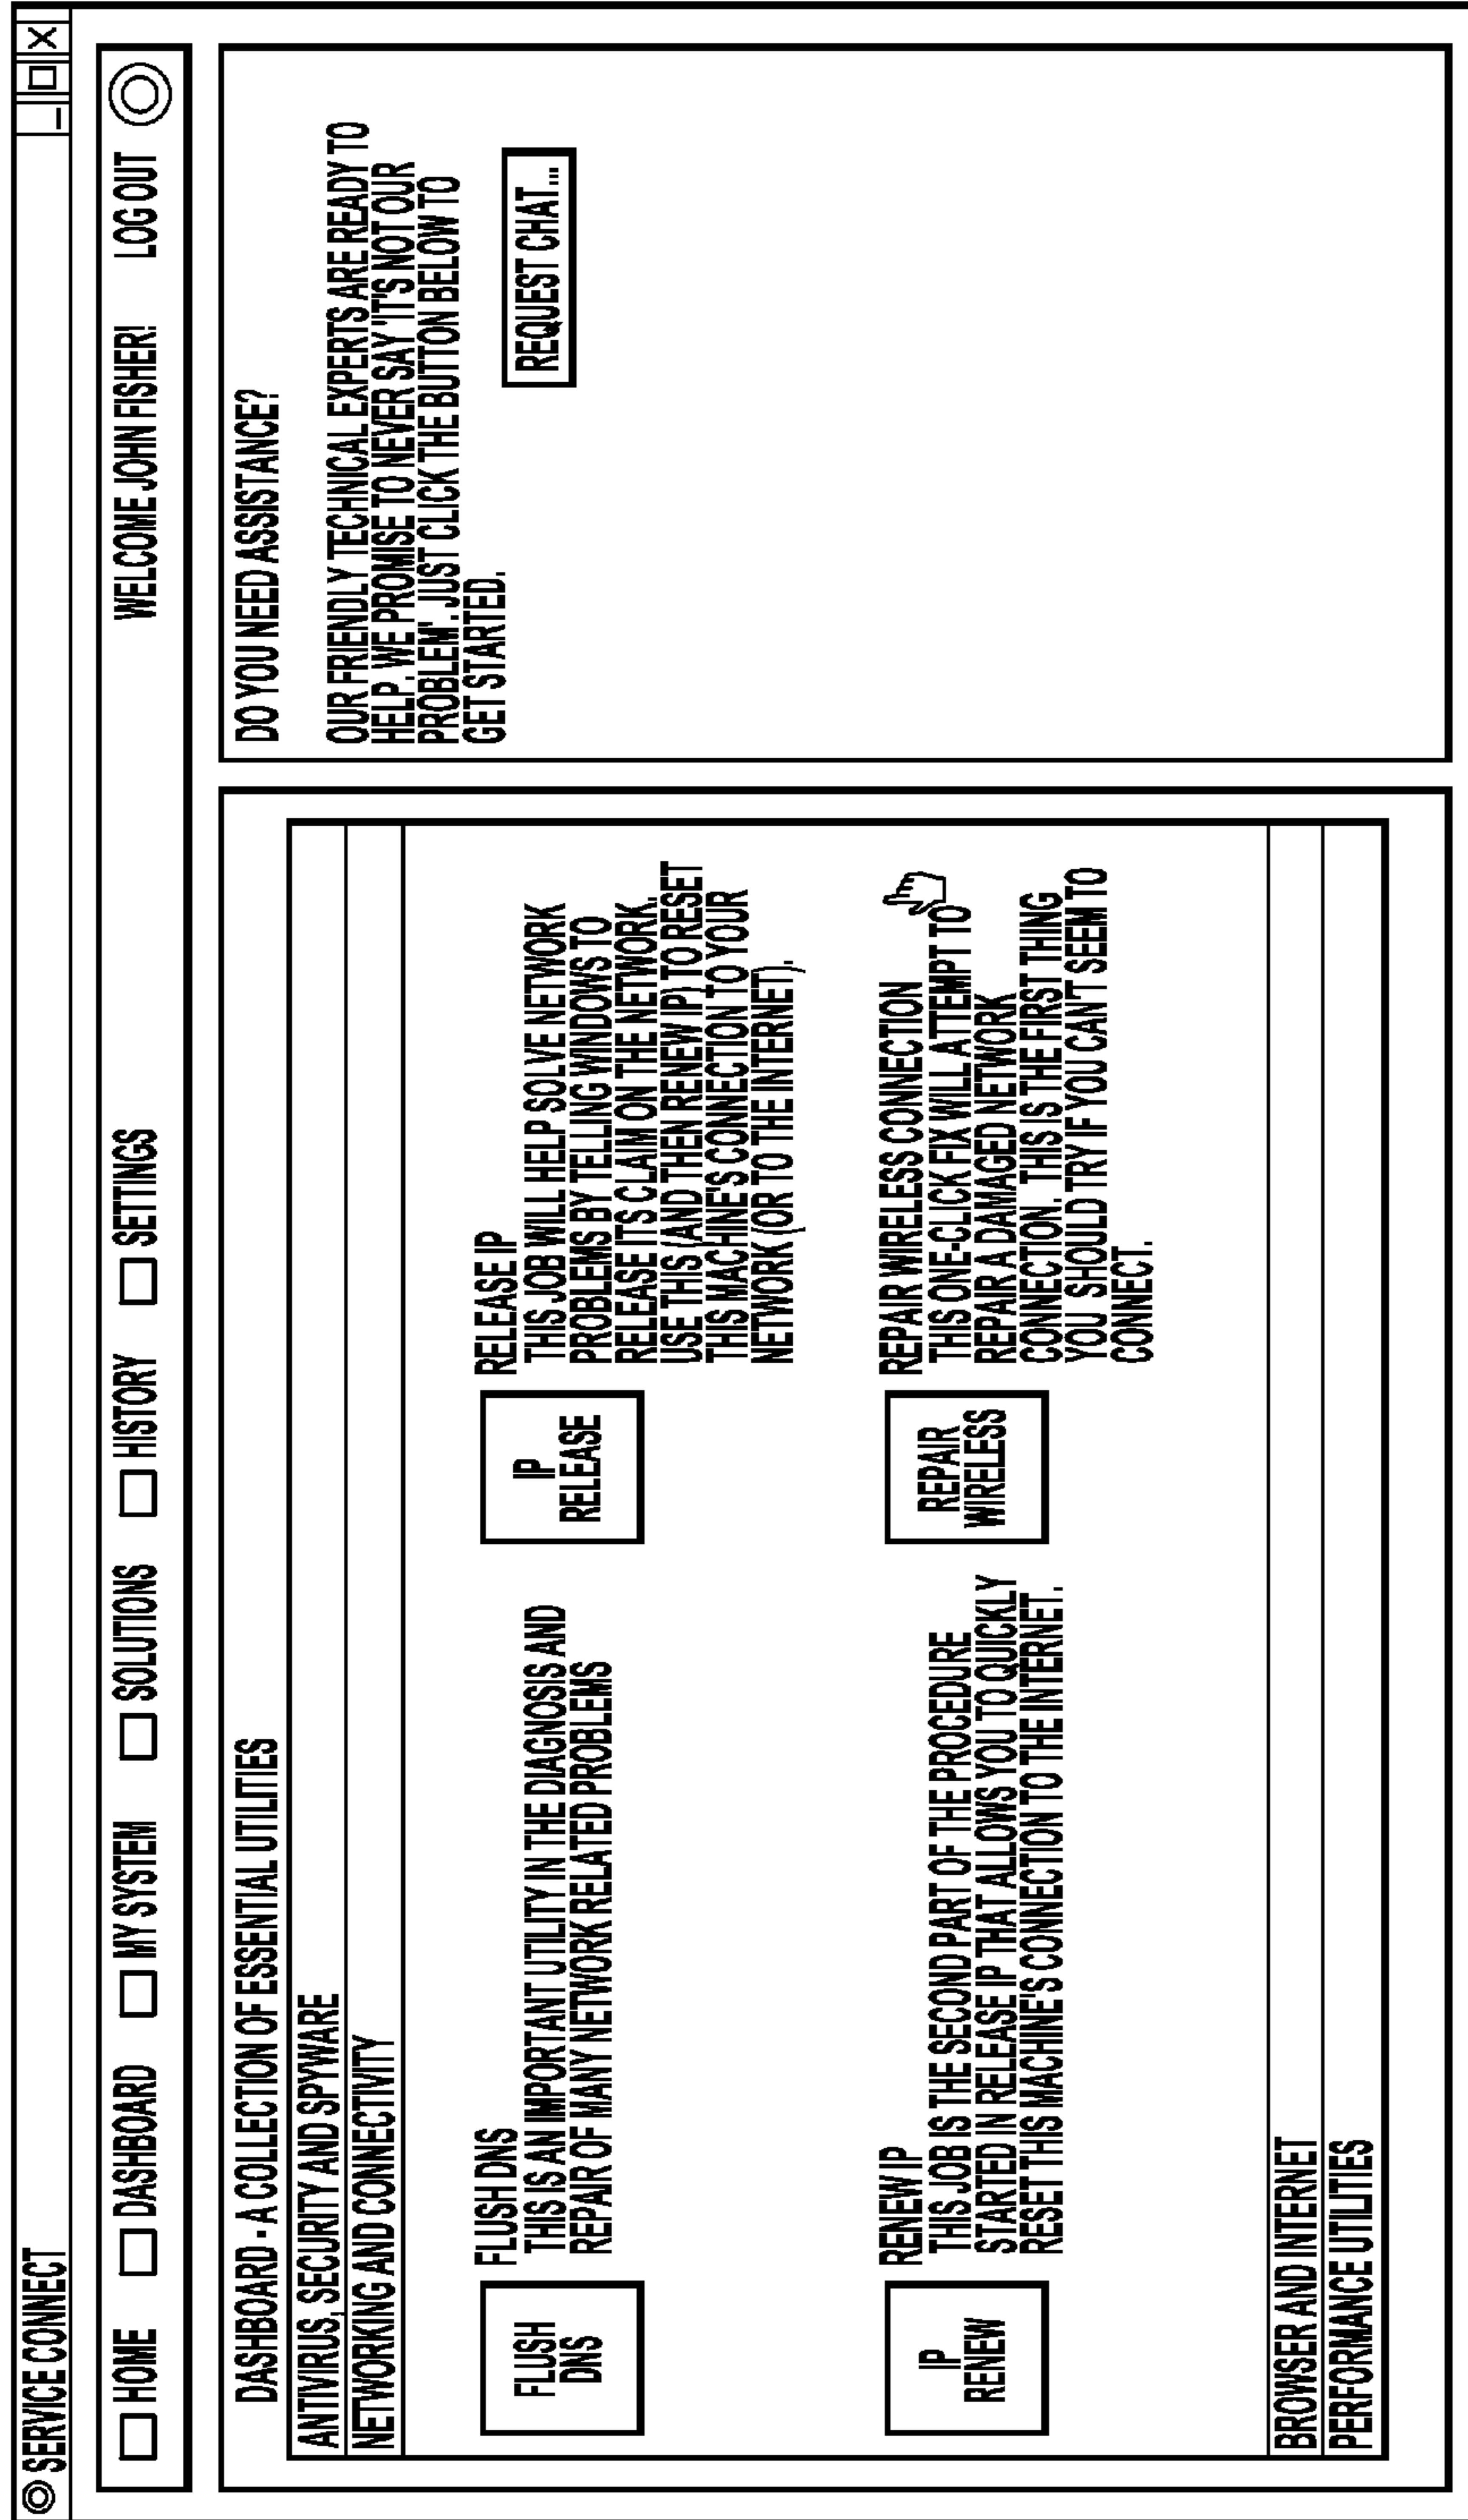 SERVICE CONNECT
HOME DASHBOARD MY SYSTEM SOLUTIONS HISTORY SETTINGS WELCOME JOHN FISHER! LOG OUT
DASHBOARD - A COLLECTION OF ESSENTIAL UTILITIES
ANTIVIRUS, SECURITY AND SPYWARE
NETWORKING AND CONNECTIVITY
FLUSH
DNS
FLUSH DNS
THIS IS AN IMPORTANT UTILITY IN THE DIAGNOSIS AND
REPAIR OF MANY NETWORK RELATED PROBLEMS
IP
RELEASE
RELEASE IP
THIS JOB WILL HELP SOLVE NETWORK
PROBLEMS BY TELLING WINDOWS TO
RELEASE ITS CLAIM ON THE NETWORK.
USE THIS (AND THEN RENEW IP) TO RESET
THIS MACHINE'S CONNECTION TO YOUR
NETWORK (OR TO THE INTERNET).
IP
RENEW
RENEW IP
THIS JOB IS THE SECOND PART OF THE PROCEDURE
STARTED IN RELEASE IP THAT ALLOWS YOU TO QUICKLY
RESET THIS MACHINE'S CONNECTION TO THE INTERNET.
REPAIR
WIRELESS
REPAIR WIRELESS CONNECTION
THIS ONE-CLICK FIX WILL ATTEMPT TO
REPAIR A DAMAGED NETWORK
CONNECTION. THIS IS THE FIRST THING
YOU SHOULD TRY IF YOU CAN'T SEEM TO
CONNECT.
BROWSER AND INTERNET
PERFORMANCE UTILITIES
DO YOU NEED ASSISTANCE?
OUR FRIENDLY TECHNICAL EXPERTS ARE READY TO
HELP. WE PROMISE TO NEVER SAY 'IT'S NOT OUR
PROBLEM'. JUST CLICK THE BUTTON BELOW TO
GET STARTED.
REQUEST CHAT...